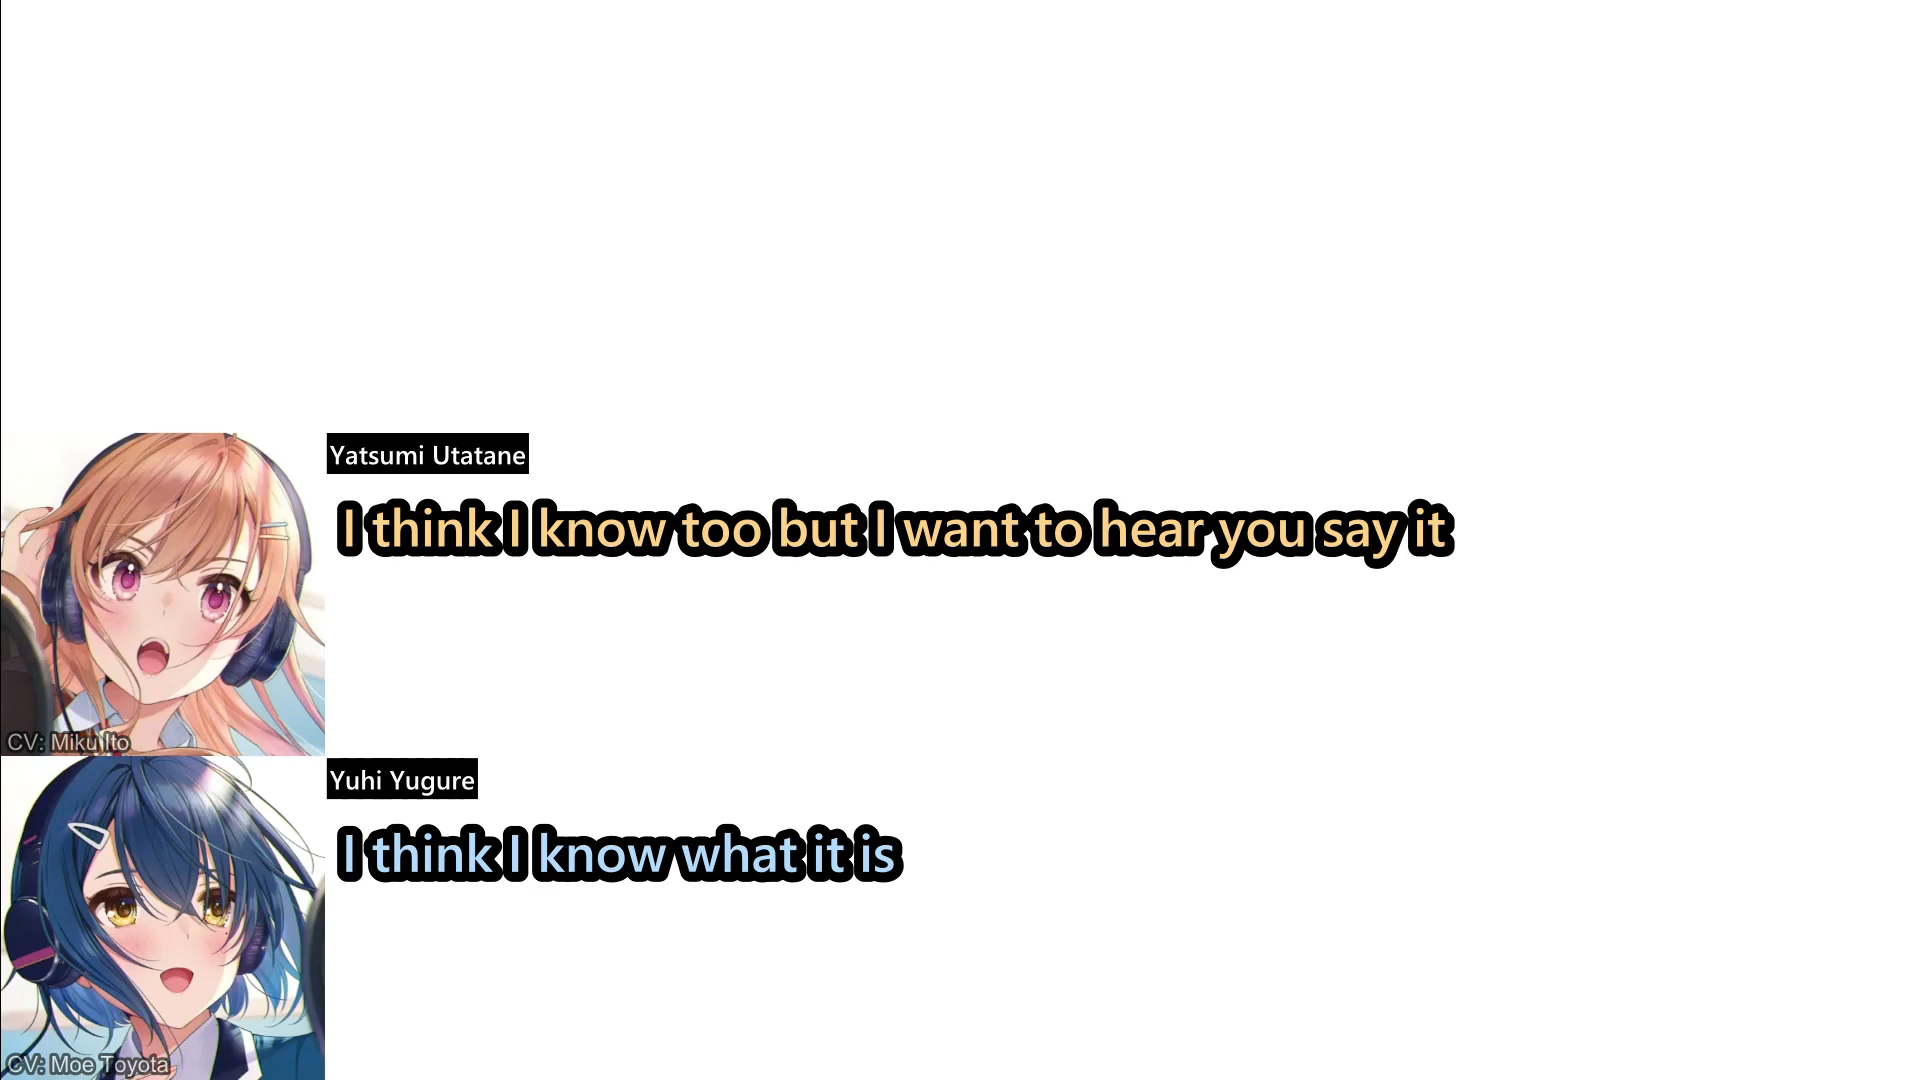 Yatsumi Utatane
I think I know too but I want to hear you say it
CV: Miku Ito
Yuhi Yugure
I think I know what it is
CV: Moe Toyota